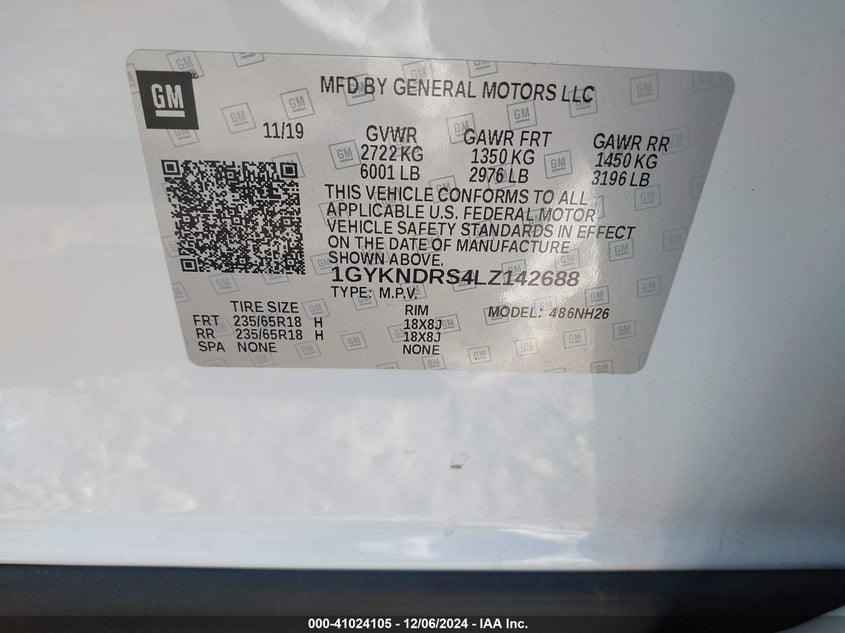 GM
MFD BY GENERAL MOTORS LLC
11/19 GVWR GAWR FRT GAWR RR
2722 KG 1350 KG 1450 KG
6001 LB 2976 LB 3196 LB
THIS VEHICLE CONFORMS TO ALL
APPLICABLE U.S. FEDERAL MOTOR
VEHICLE SAFETY STANDARDS IN EFFECT
ON THE DATE OF MANUFACTURE
SHOWN ABOVE.
1GYKNDRS4LZ142688
TYPE: M.P.V.
TIRE SIZE RIM MODEL: 486NH26
FRT 235/65R18 H 18X8J
RR 235/65R18 H 18X8J
SPA NONE NONE
000-41024105 - 12/06/2024 - IAA Inc.